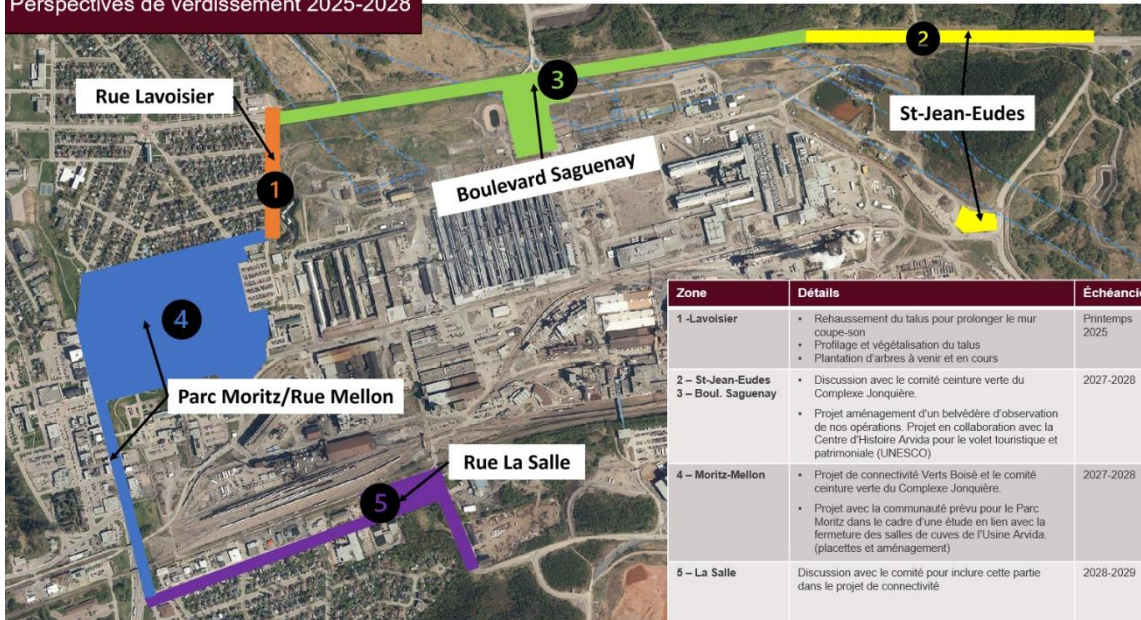 Perspectives de verdissement 2025-2028
2
3
Rue Lavoisier
St-Jean-Eudes
Boulevard Saguenay
1
4
Parc Moritz/Rue Mellon
Rue La Salle
5
Zone Détails
1 -Lavoisier
• Rehaussement du talus pour prolonger le mur
coupe-son
• Profilage et végétalisation du talus
• Plantation d'arbres à venir et en cours
Printemps
2025
2 – St-Jean-Eudes
3 – Boul. Saguenay
• Discussion avec le comité ceinture verte du
Complexe Jonquière.
• Projet aménagement d'un belvédère d'observation
de nos opérations. Projet en collaboration avec la
Centre d'Histoire Arvida pour le volet touristique et
patrimoniale (UNESCO)
2027-2028
4 – Moritz-Mellon
• Projet de connectivité Verts Boisé et le comité
ceinture verte du Complexe Jonquière.
• Projet avec la communauté prévu pour le Parc
Moritz dans le cadre d'une étude en lien avec la
fermeture des salles de cuves de l'Usine Arvida.
(placettes et aménagement)
2027-2028
5 – La Salle
Discussion avec le comité pour inclure cette partie
dans le projet de connectivité
2028-2029